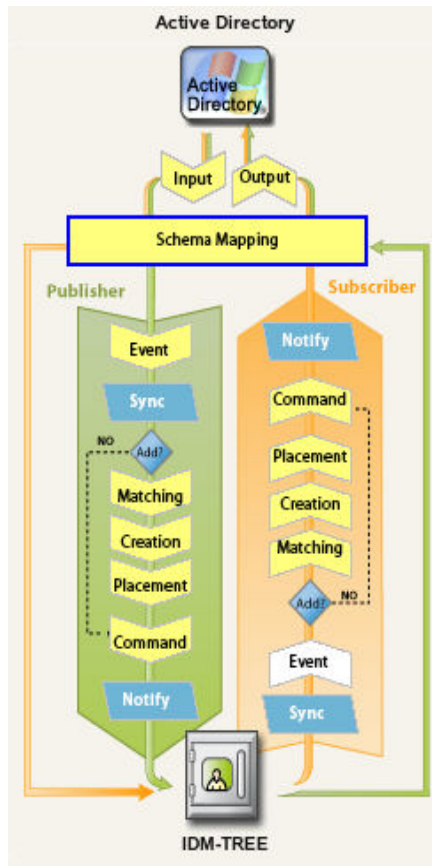 Active Directory
Active
Directory
Input
Output
Schema Mapping
Publisher
Event
Sync
NO
Add?
Matching
Creation
Placement
Command
Notify
Subscriber
Notify
Command
Placement
Creation
Matching
Add?
NO
Event
Sync
IDM-TREE